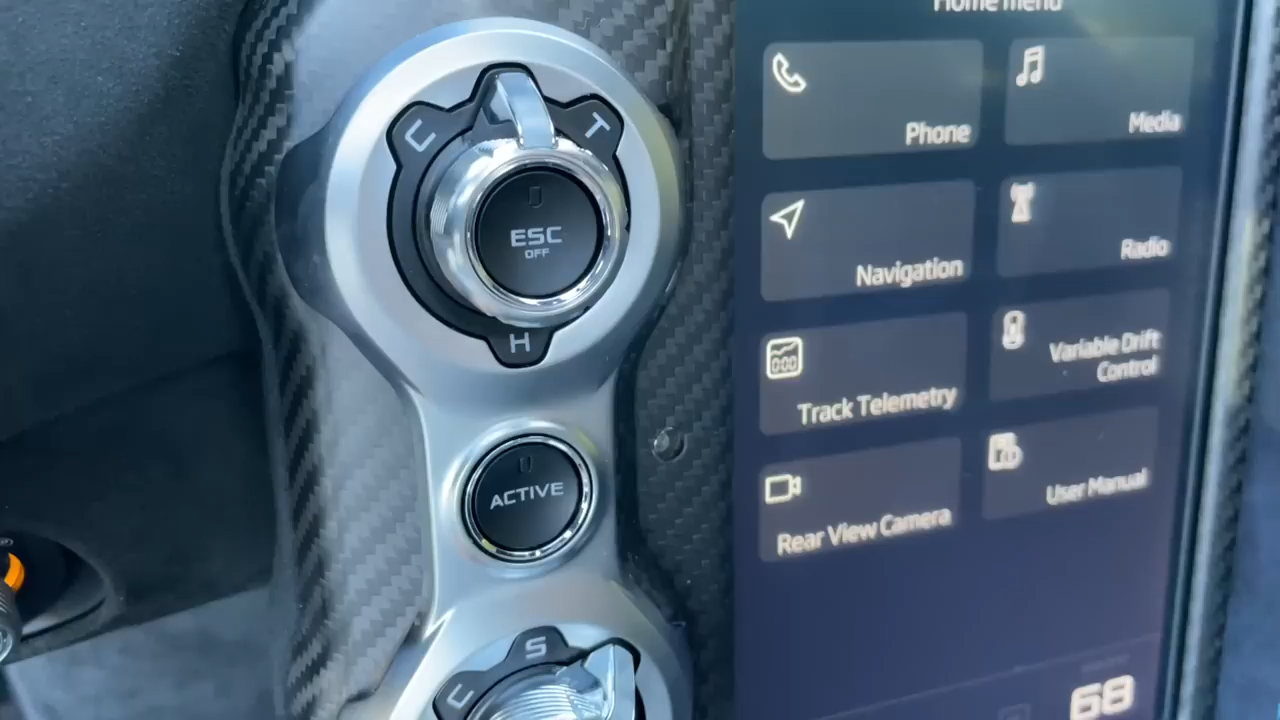 Home menu
C
T
Phone
Media
ESC
OFF
Navigation
Radio
H
Track Telemetry
Variable Drift
Control
ACTIVE
Rear View Camera
User Manual
S
C
68